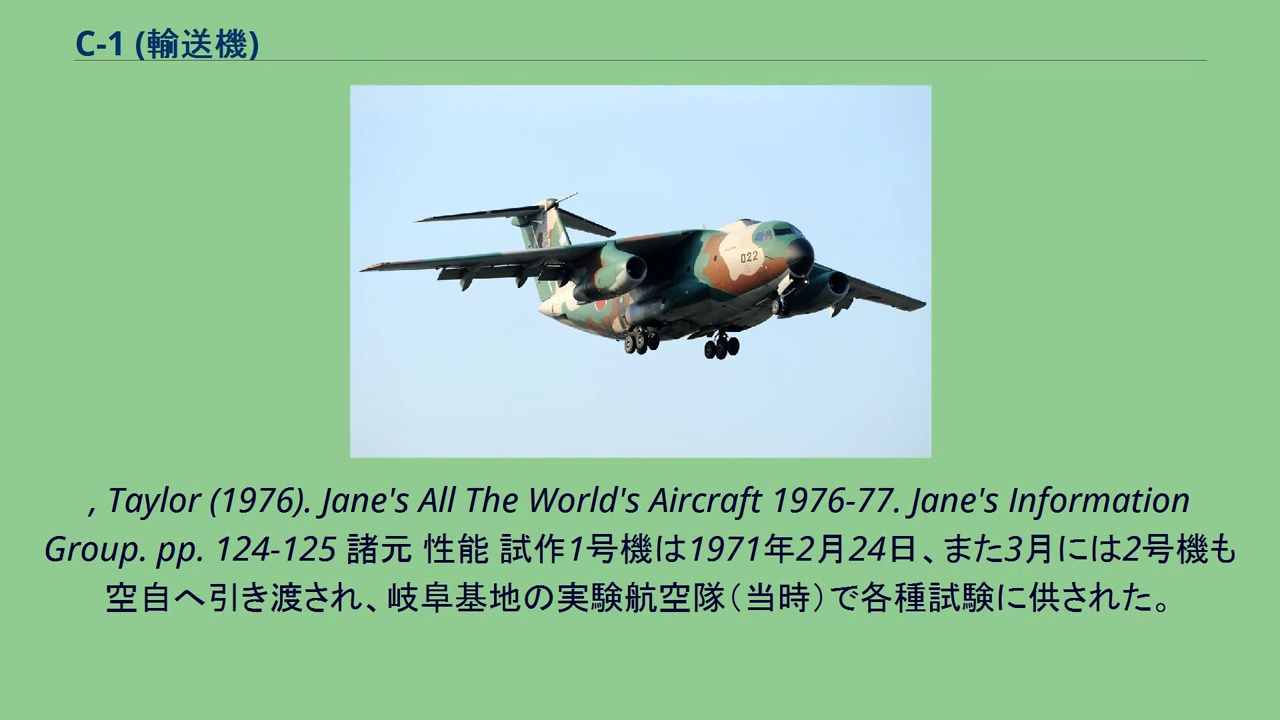 C-1 (輸送機)
022
, Taylor (1976). Jane's All The World's Aircraft 1976-77. Jane's Information
Group. pp. 124-125 諸元 性能 試作1号機は1971年2月24日、また3月には2号機も
空自へ引き渡され、岐阜基地の実験航空隊（当時）で各種試験に供された。